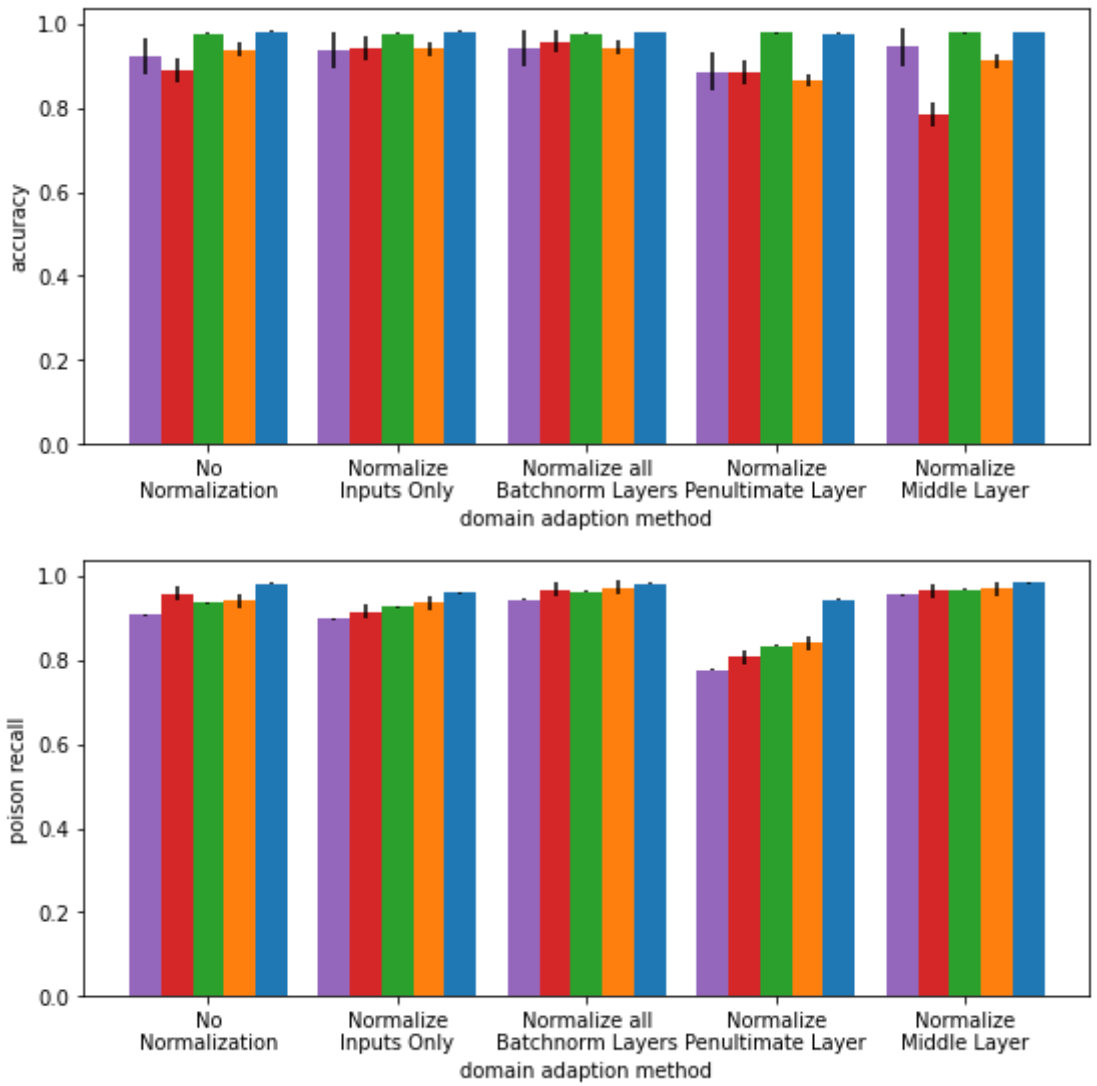 accuracy
1.0
0.8
0.6
0.4
0.2
0.0
No
Normalization
Normalize
Inputs Only
Normalize all
Batchnorm Layers
Normalize
Penultimate Layer
Normalize
Middle Layer
domain adaption method
poison recall
1.0
0.8
0.6
0.4
0.2
0.0
No
Normalization
Normalize
Inputs Only
Normalize all
Batchnorm Layers
Normalize
Penultimate Layer
Normalize
Middle Layer
domain adaption method